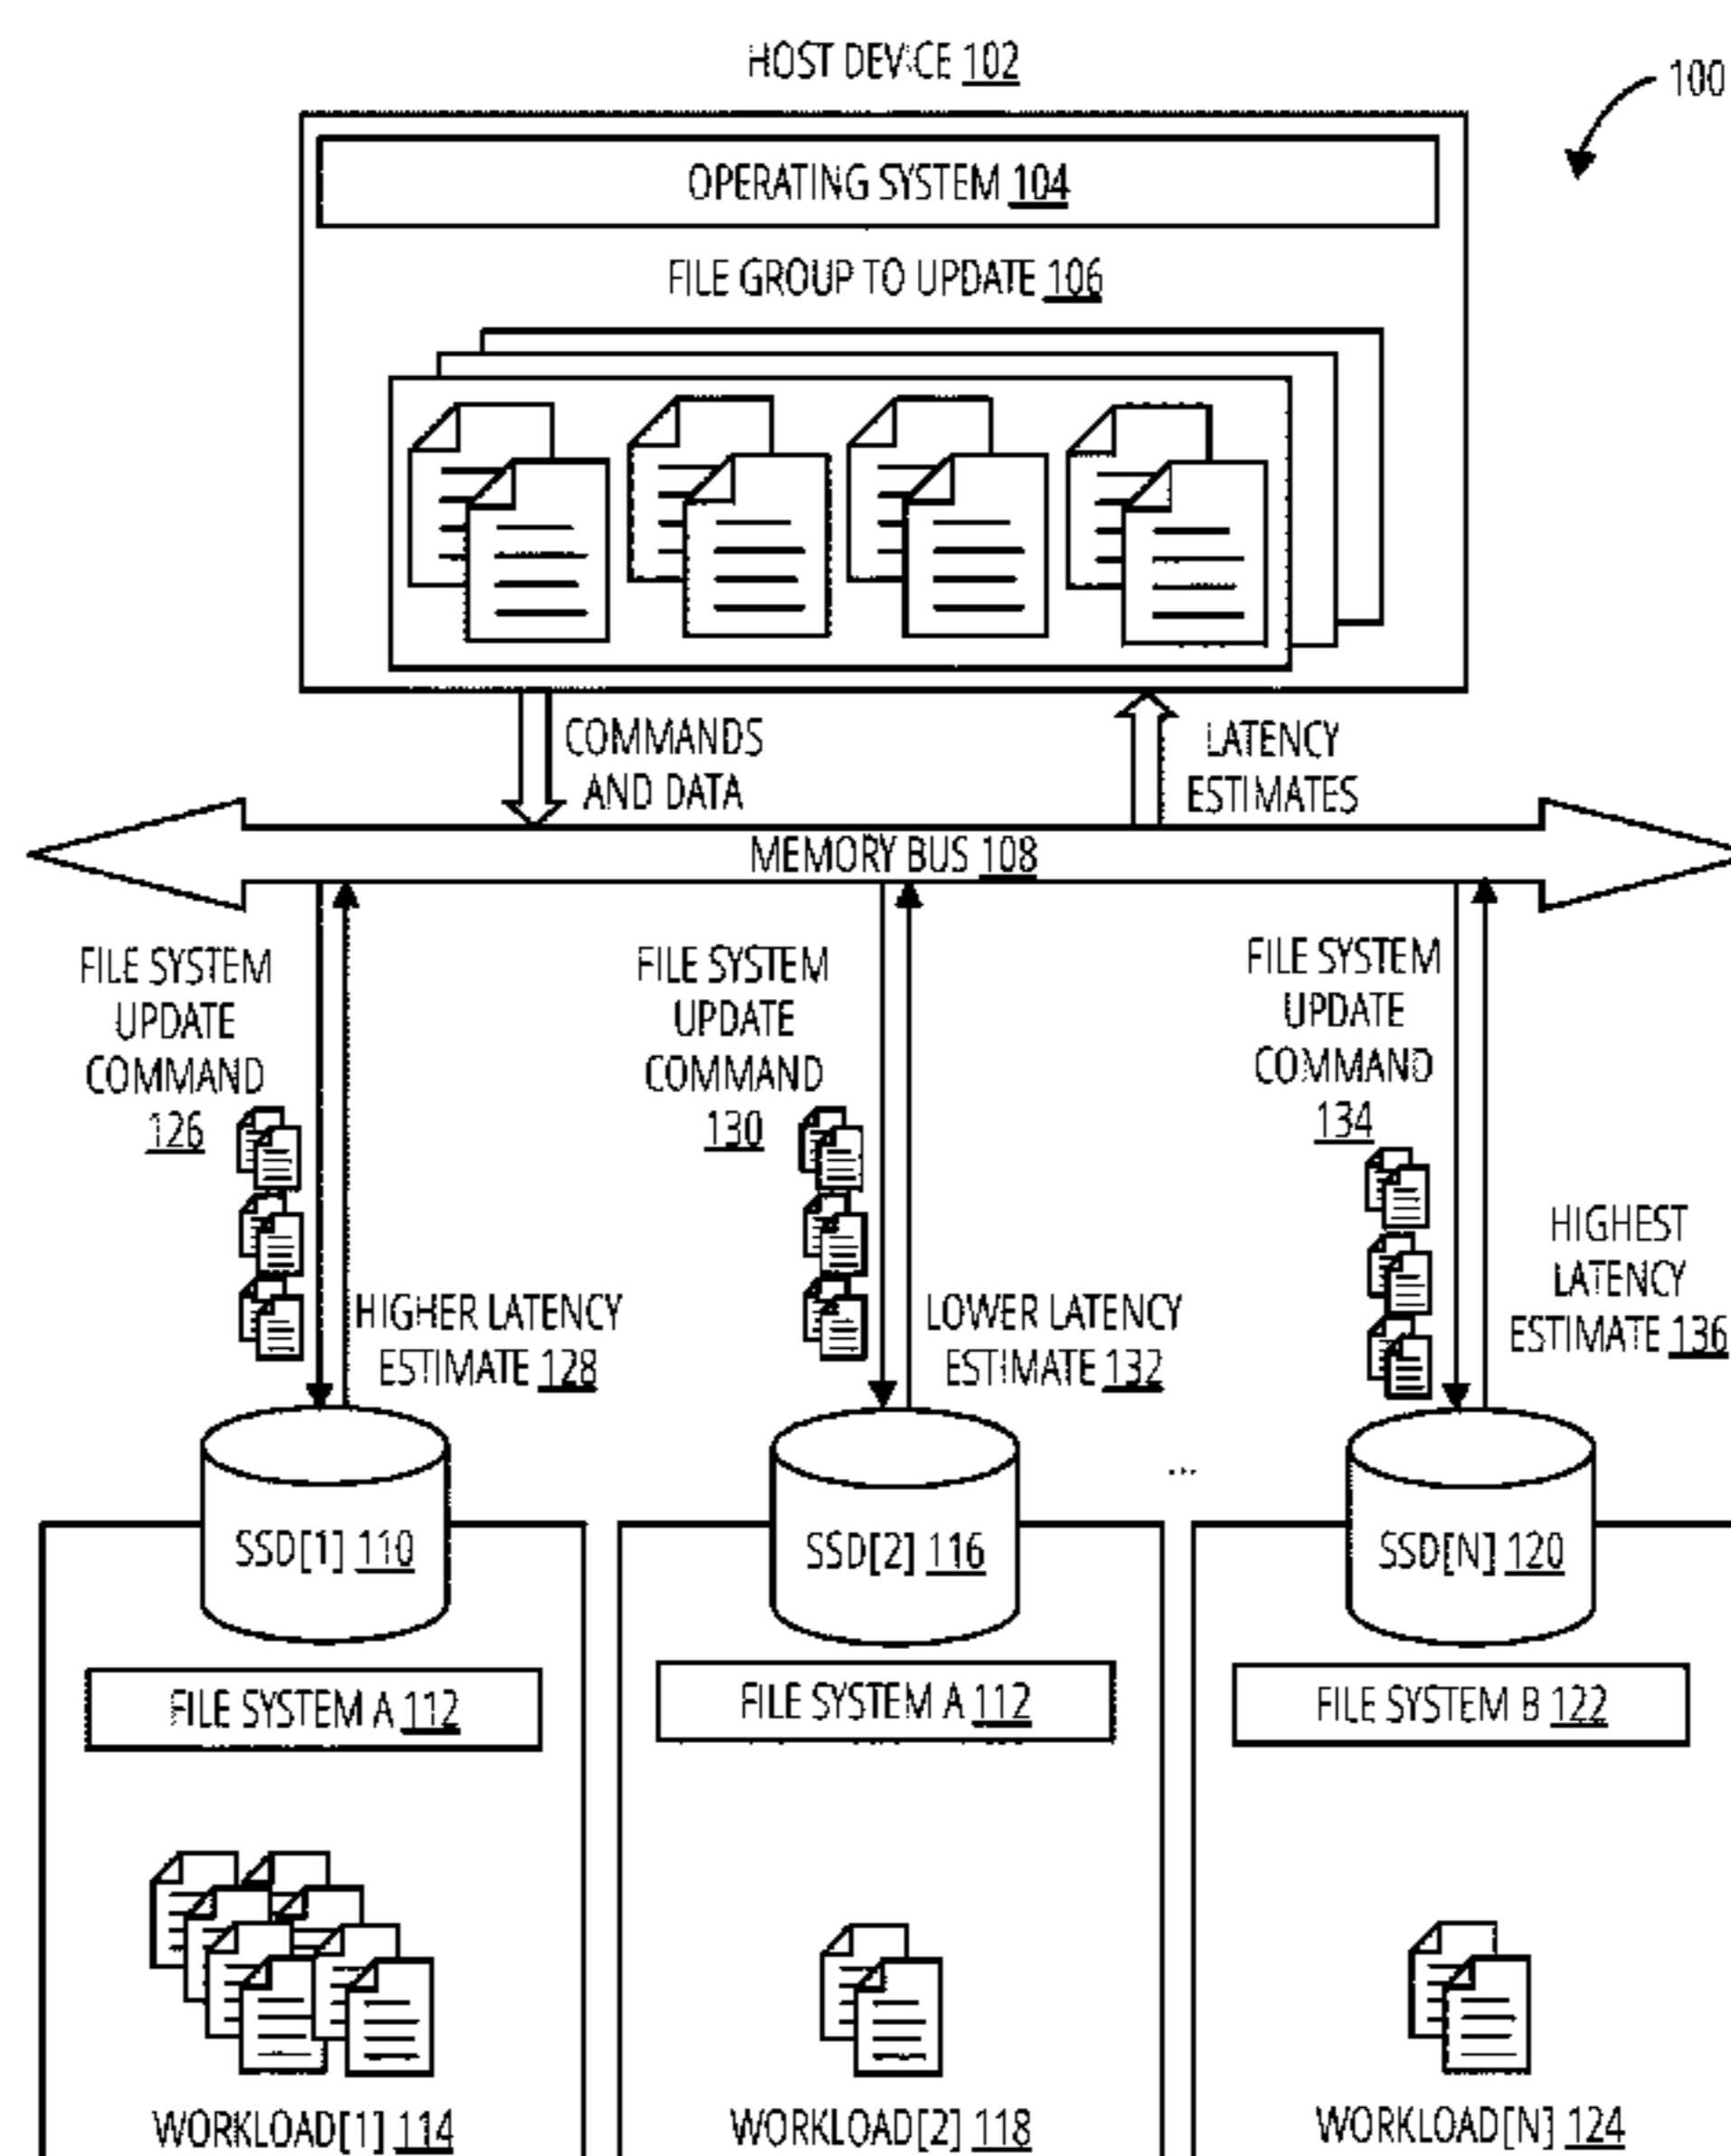 HOST DEVICE 102
100
OPERATING SYSTEM 104
FILE GROUP TO UPDATE 106
COMMANDS
AND DATA
LATENCY
ESTIMATES
MEMORY BUS 108
FILE SYSTEM
UPDATE
COMMAND
126
HIGHER LATENCY
ESTIMATE 128
FILE SYSTEM
UPDATE
COMMAND
130
LOWER LATENCY
ESTIMATE 132
FILE SYSTEM
UPDATE
COMMAND
134
HIGHEST
LATENCY
ESTIMATE 136
...
SSD[1] 110
SSD[2] 116
SSD[N] 120
FILE SYSTEM A 112
FILE SYSTEM A 112
FILE SYSTEM B 122
WORKLOAD[1] 114
WORKLOAD[2] 118
WORKLOAD[N] 124